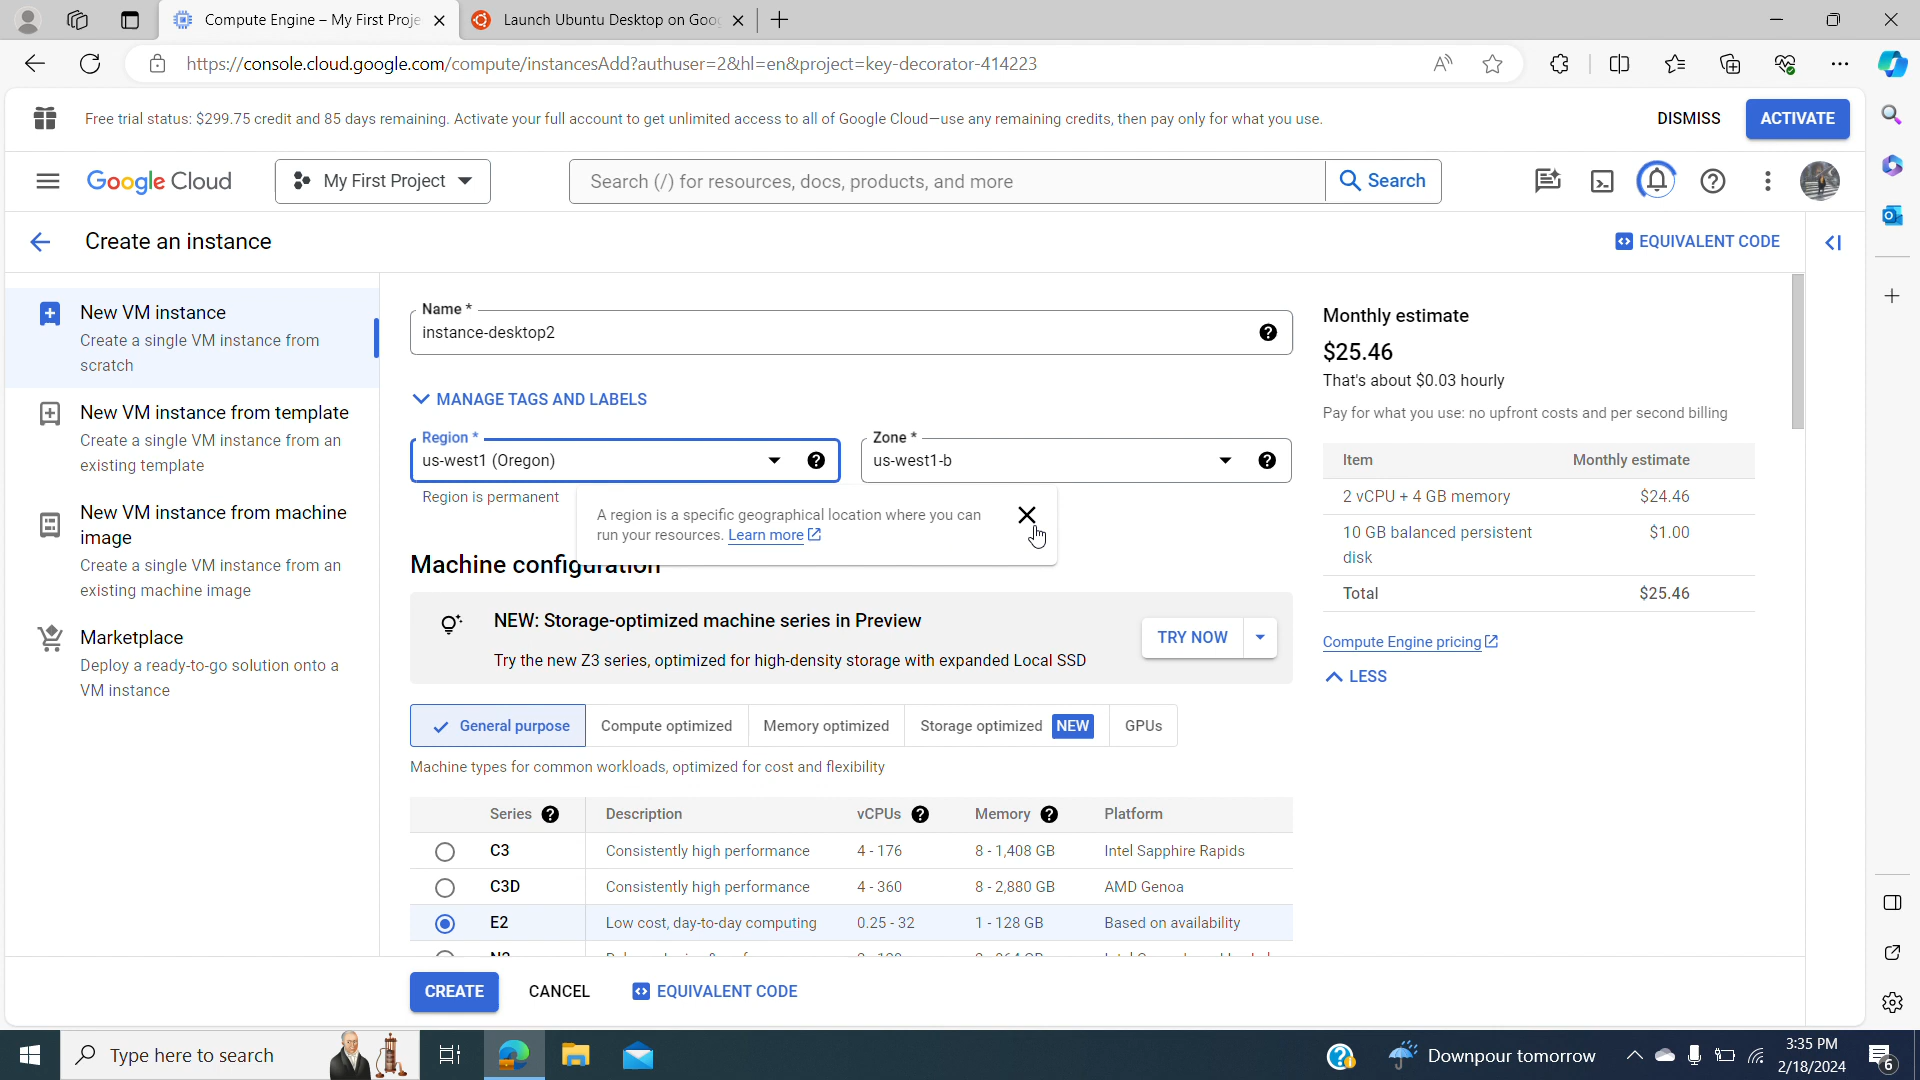 Compute Engine – My First Proje
Launch Ubuntu Desktop on Goo
https://console.cloud.google.com/compute/instancesAdd?authuser=2&hl=en&project=key-decorator-414223
Free trial status: $299.75 credit and 85 days remaining. Activate your full account to get unlimited access to all of Google Cloud—use any remaining credits, then pay only for what you use.
DISMISS
ACTIVATE
Google Cloud
My First Project
Search (/) for resources, docs, products, and more
Search
Create an instance
EQUIVALENT CODE
New VM instance
Create a single VM instance from
scratch
New VM instance from template
Create a single VM instance from an
existing template
New VM instance from machine
image
Create a single VM instance from an
existing machine image
Marketplace
Deploy a ready-to-go solution onto a
VM instance
Name *
instance-desktop2
MANAGE TAGS AND LABELS
Region *
us-west1 (Oregon)
Region is permanent
Zone *
us-west1-b
A region is a specific geographical location where you can
run your resources. Learn more
Machine configuration
NEW: Storage-optimized machine series in Preview
Try the new Z3 series, optimized for high-density storage with expanded Local SSD
TRY NOW
General purpose
Compute optimized
Memory optimized
Storage optimized NEW
GPUs
Machine types for common workloads, optimized for cost and flexibility
Series Description vCPUs Memory Platform
C3 Consistently high performance 4 - 176 8 - 1,408 GB Intel Sapphire Rapids
C3D Consistently high performance 4 - 360 8 - 2,880 GB AMD Genoa
E2 Low cost, day-to-day computing 0.25 - 32 1 - 128 GB Based on availability
Monthly estimate
$25.46
That's about $0.03 hourly
Pay for what you use: no upfront costs and per second billing
Item Monthly estimate
2 vCPU + 4 GB memory $24.46
10 GB balanced persistent $1.00
disk
Total $25.46
Compute Engine pricing
LESS
CREATE
CANCEL
EQUIVALENT CODE
Type here to search
Downpour tomorrow
3:35 PM
2/18/2024
6